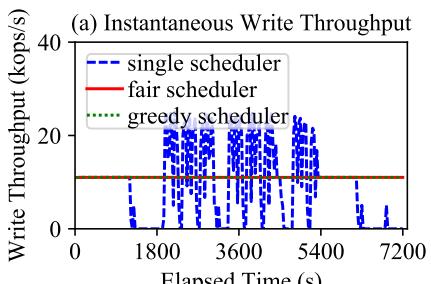 (a) Instantaneous Write Throughput
Write Throughput (kops/s)
40
20
0
single scheduler
fair scheduler
greedy scheduler
0 1800 3600 5400 7200
Elapsed Time (s)